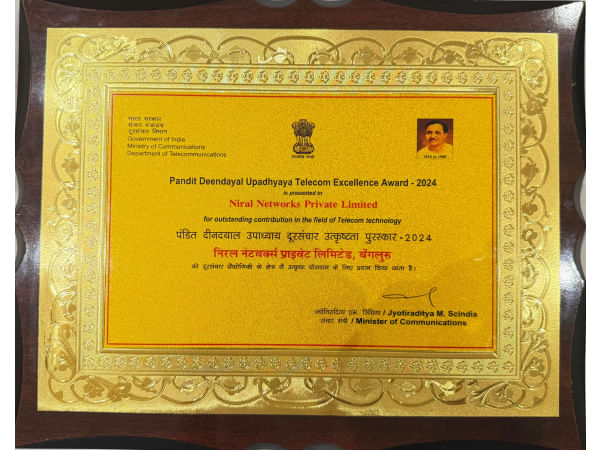 भारत सरकार
संचार मंत्रालय
दूरसंचार विभाग
Government of India
Ministry of Communications
Department of Telecommunications
Pandit Deendayal Upadhyaya Telecom Excellence Award - 2024
is presented to
Niral Networks Private Limited
for outstanding contribution in the field of Telecom technology
पंडित दीनदयाल उपाध्याय दूरसंचार उत्कृष्टता पुरस्कार - 2024
निरल नेटवर्क्स प्राइवेट लिमिटेड, बेंगलुरु
को दूरसंचार प्रौद्योगिकी के क्षेत्र में उत्कृष्ट योगदान के लिए प्रदान किया जाता है।
ज्योतिरादित्य एम. सिंधिया / Jyotiraditya M. Scindia
संचार मंत्री / Minister of Communications